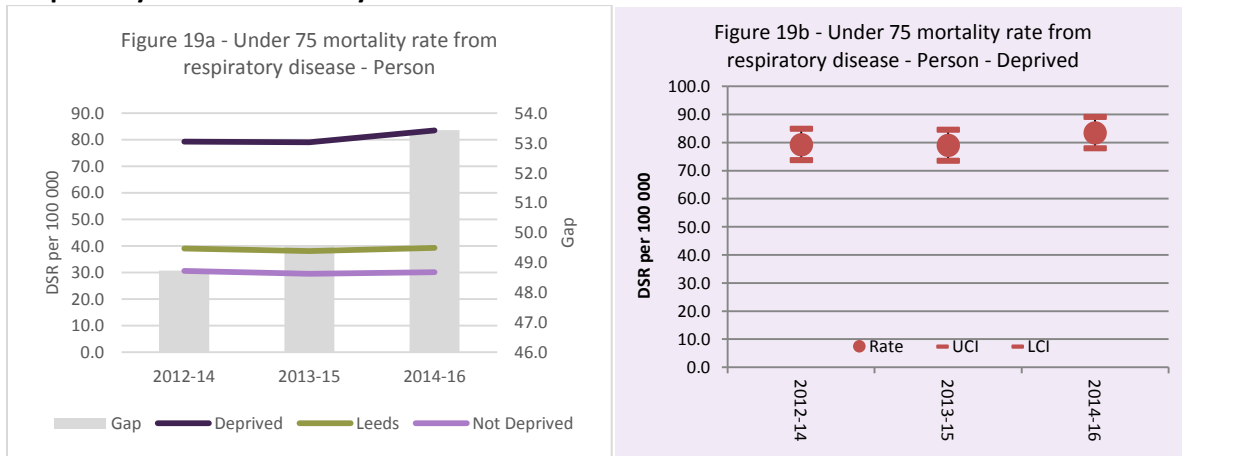 Figure 19a - Under 75 mortality rate from
respiratory disease - Person
DSR per 100 000
90.0
80.0
70.0
60.0
50.0
40.0
30.0
20.0
10.0
0.0
54.0
53.0
52.0
51.0
50.0
49.0
48.0
47.0
46.0
Gap
2012-14
2013-15
2014-16
Gap
Deprived
Leeds
Not Deprived
Figure 19b - Under 75 mortality rate from
respiratory disease - Person - Deprived
DSR per 100 000
100.0
90.0
80.0
70.0
60.0
50.0
40.0
30.0
20.0
10.0
0.0
Rate
UCI
LCI
2012-14
2013-15
2014-16